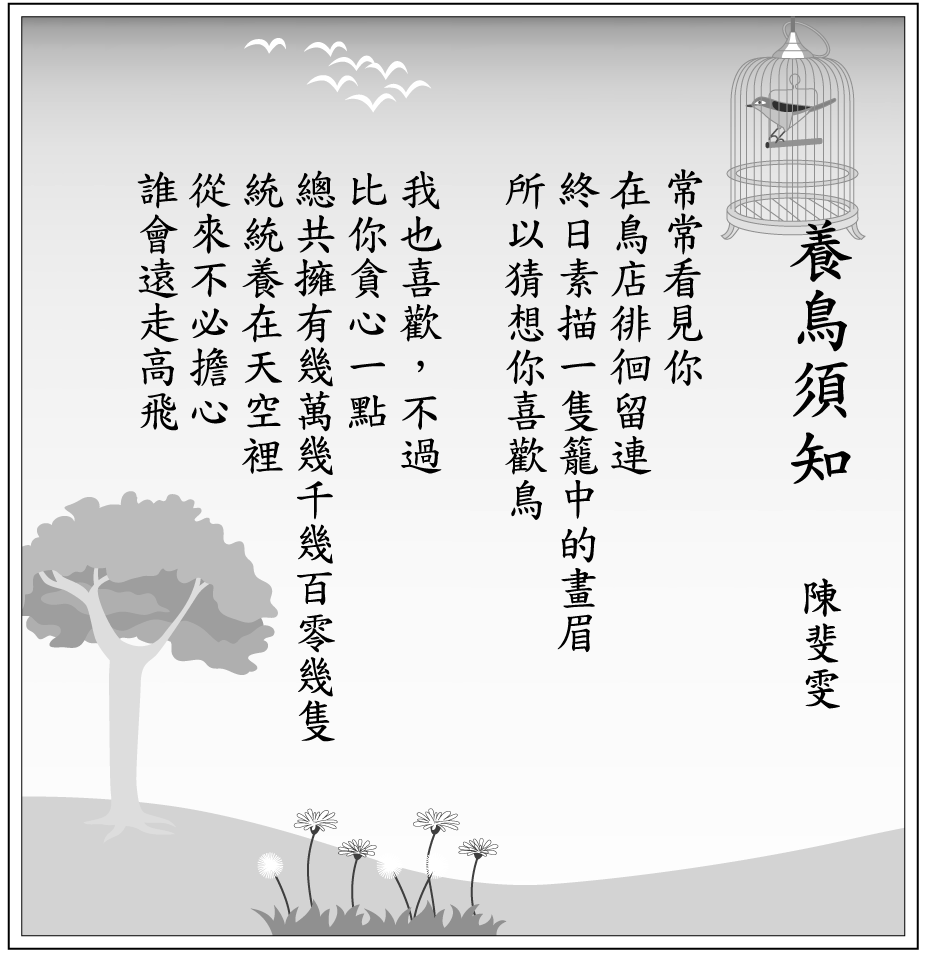 養鳥須知
陳斐雯
常常看見你
在鳥店徘徊留連
終日素描一隻籠中的畫眉
所以猜想你喜歡鳥
我也喜歡，不過
比你貪心一點
總共擁有幾萬幾千幾百零幾隻
統統養在天空裡
從來不必擔心
誰會遠走高飛